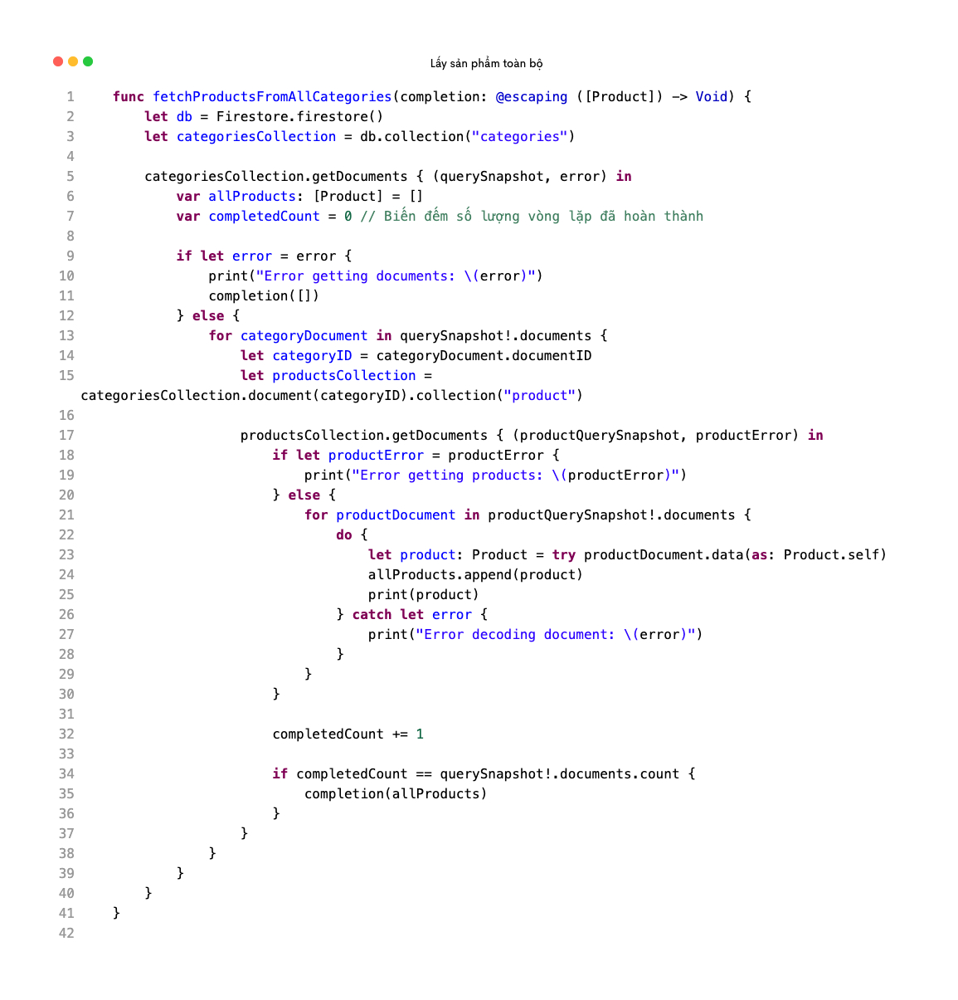 Lấy sản phẩm toàn bộ
1    func fetchProductsFromAllCategories(completion: @escaping ([Product]) -> Void) {
2        let db = Firestore.firestore()
3        let categoriesCollection = db.collection("categories")
4
5        categoriesCollection.getDocuments { (querySnapshot, error) in
6            var allProducts: [Product] = []
7            var completedCount = 0 // Biến đếm số lượng vòng lặp đã hoàn thành
8
9            if let error = error {
10                print("Error getting documents: \(error)")
11                completion([])
12            } else {
13                for categoryDocument in querySnapshot!.documents {
14                    let categoryID = categoryDocument.documentID
15                    let productsCollection =
categoriesCollection.document(categoryID).collection("product")
16
17                    productsCollection.getDocuments { (productQuerySnapshot, productError) in
18                        if let productError = productError {
19                            print("Error getting products: \(productError)")
20                        } else {
21                            for productDocument in productQuerySnapshot!.documents {
22                                do {
23                                    let product: Product = try productDocument.data(as: Product.self)
24                                    allProducts.append(product)
25                                    print(product)
26                                } catch let error {
27                                    print("Error decoding document: \(error)")
28                                }
29                            }
30                        }
31
32                        completedCount += 1
33
34                        if completedCount == querySnapshot!.documents.count {
35                            completion(allProducts)
36                        }
37                    }
38                }
39            }
40        }
41    }
42